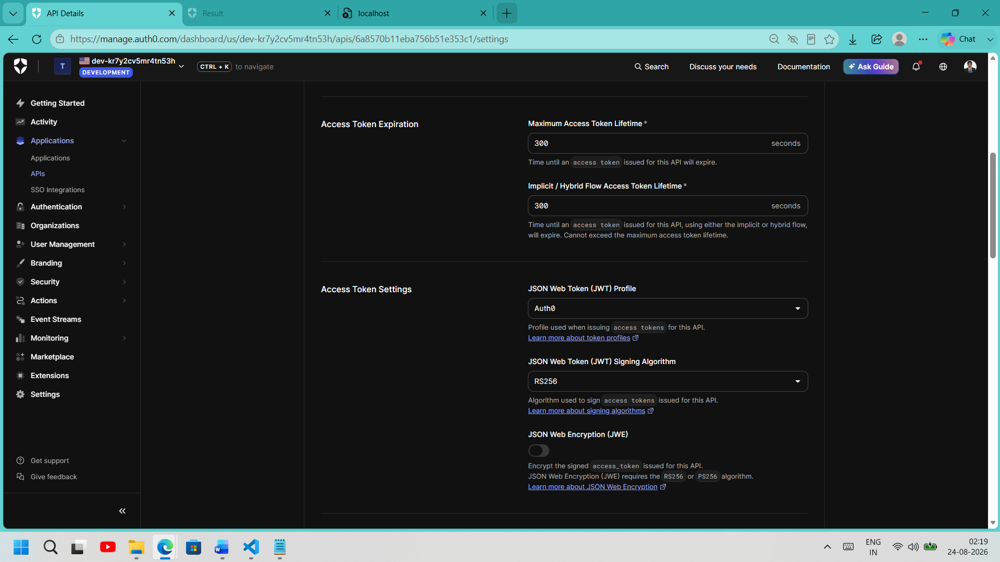 API Details
Result
localhost
https://manage.auth0.com/dashboard/us/dev-kr7y2cv5mr4tn53h/apis/6a8570b11eba756b51e353c1/settings
Chat
T
dev-kr7y2cv5mr4tn53h
DEVELOPMENT
CTRL + K to navigate
Search
Discuss your needs
Documentation
Ask Guide
Getting Started
Activity
Applications
Applications
APIs
SSO Integrations
Authentication
Organizations
User Management
Branding
Security
Actions
Event Streams
Monitoring
Marketplace
Extensions
Settings
Get support
Give feedback
Access Token Expiration
Maximum Access Token Lifetime *
300 seconds
Time until an access token issued for this API will expire.
Implicit / Hybrid Flow Access Token Lifetime *
300 seconds
Time until an access token issued for this API, using either the implicit or hybrid flow,
will expire. Cannot exceed the maximum access token lifetime.
Access Token Settings
JSON Web Token (JWT) Profile
Auth0
Profile used when issuing access tokens for this API.
Learn more about token profiles
JSON Web Token (JWT) Signing Algorithm
RS256
Algorithm used to sign access tokens issued for this API.
Learn more about signing algorithms
JSON Web Encryption (JWE)
Encrypt the signed access_token issued for this API.
JSON Web Encryption (JWE) requires the RS256 or PS256 algorithm.
Learn more about JSON Web Encryption
ENG
IN
02:19
24-08-2026